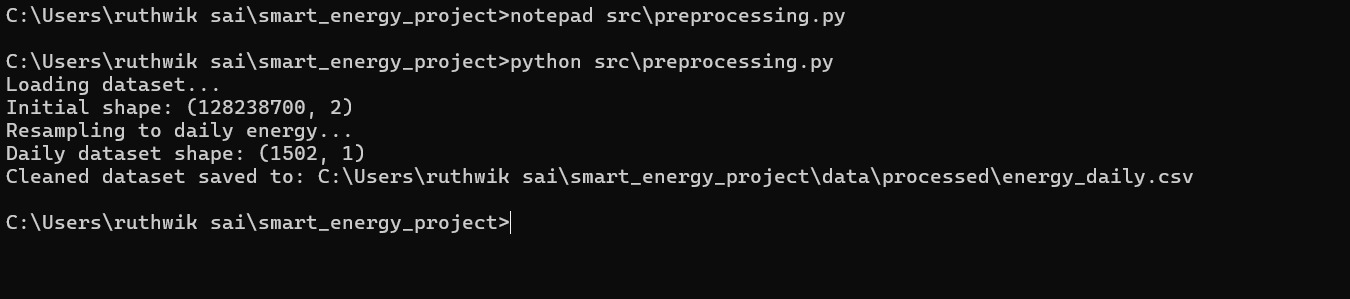 C:\Users\ruthwik sai\smart_energy_project>notepad src\preprocessing.py
C:\Users\ruthwik sai\smart_energy_project>python src\preprocessing.py
Loading dataset...
Initial shape: (128238700, 2)
Resampling to daily energy...
Daily dataset shape: (1502, 1)
Cleaned dataset saved to: C:\Users\ruthwik sai\smart_energy_project\data\processed\energy_daily.csv
C:\Users\ruthwik sai\smart_energy_project>